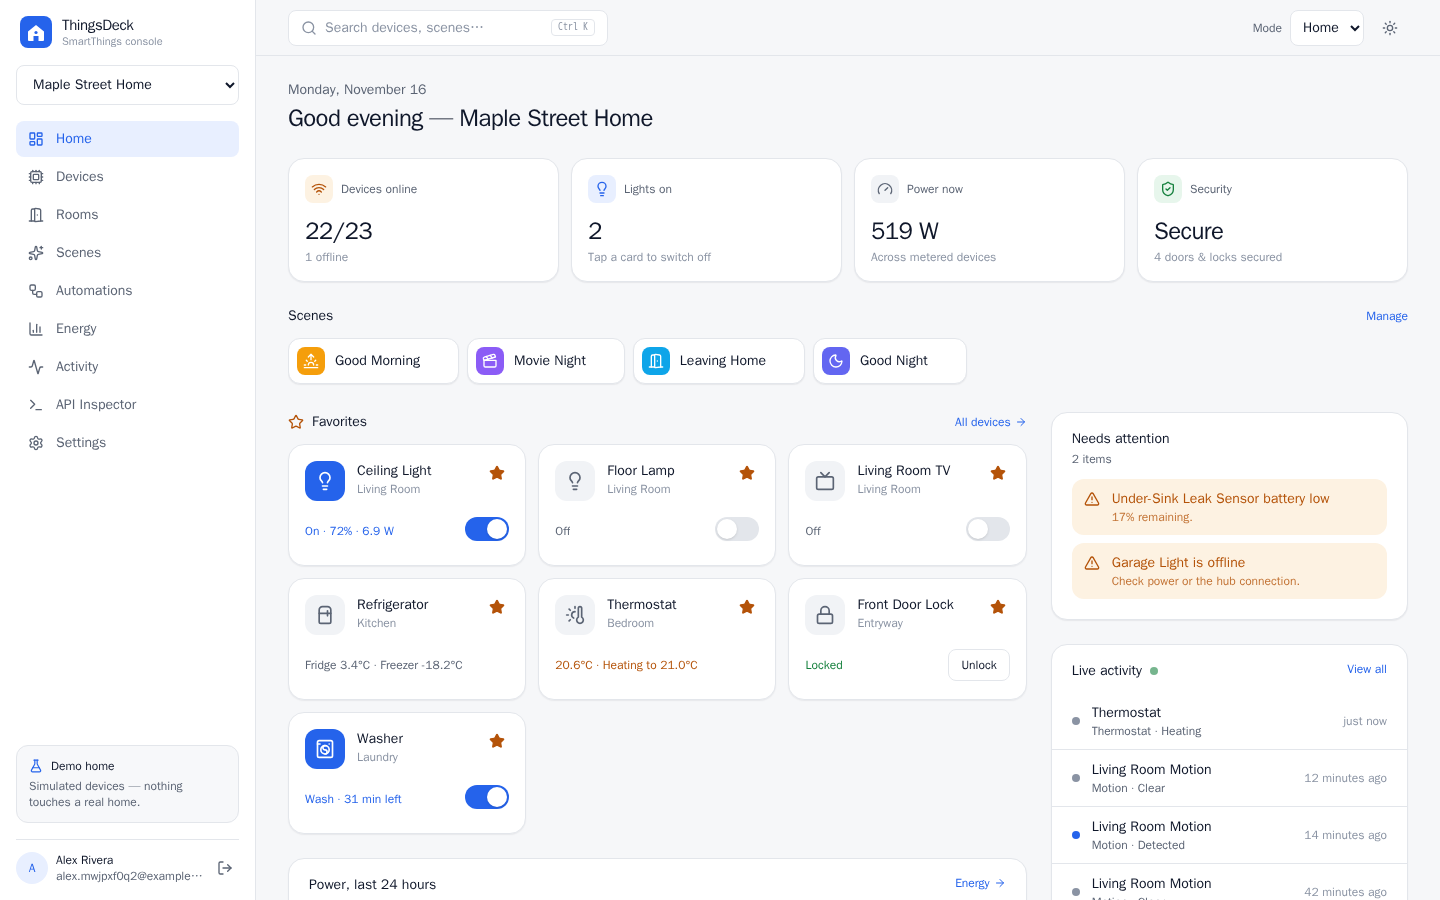 ThingsDeck
SmartThings console
Maple Street Home
Home
Devices
Rooms
Scenes
Automations
Energy
Activity
API Inspector
Settings
Demo home
Simulated devices — nothing
touches a real home.
A
Alex Rivera
alex.mwjpxf0q2@example…
Search devices, scenes…
Ctrl K
Mode
Home
Monday, November 16
Good evening — Maple Street Home
Devices online
22/23
1 offline
Lights on
2
Tap a card to switch off
Power now
519 W
Across metered devices
Security
Secure
4 doors & locks secured
Scenes
Manage
Good Morning
Movie Night
Leaving Home
Good Night
Favorites
All devices →
Ceiling Light
Living Room
On · 72% · 6.9 W
Floor Lamp
Living Room
Off
Living Room TV
Living Room
Off
Refrigerator
Kitchen
Fridge 3.4°C · Freezer -18.2°C
Thermostat
Bedroom
20.6°C · Heating to 21.0°C
Front Door Lock
Entryway
Locked
Unlock
Washer
Laundry
Wash · 31 min left
Power, last 24 hours
Energy →
Needs attention
2 items
Under-Sink Leak Sensor battery low
17% remaining.
Garage Light is offline
Check power or the hub connection.
Live activity
View all
Thermostat
Thermostat · Heating
just now
Living Room Motion
Motion · Clear
12 minutes ago
Living Room Motion
Motion · Detected
14 minutes ago
Living Room Motion
42 minutes ago